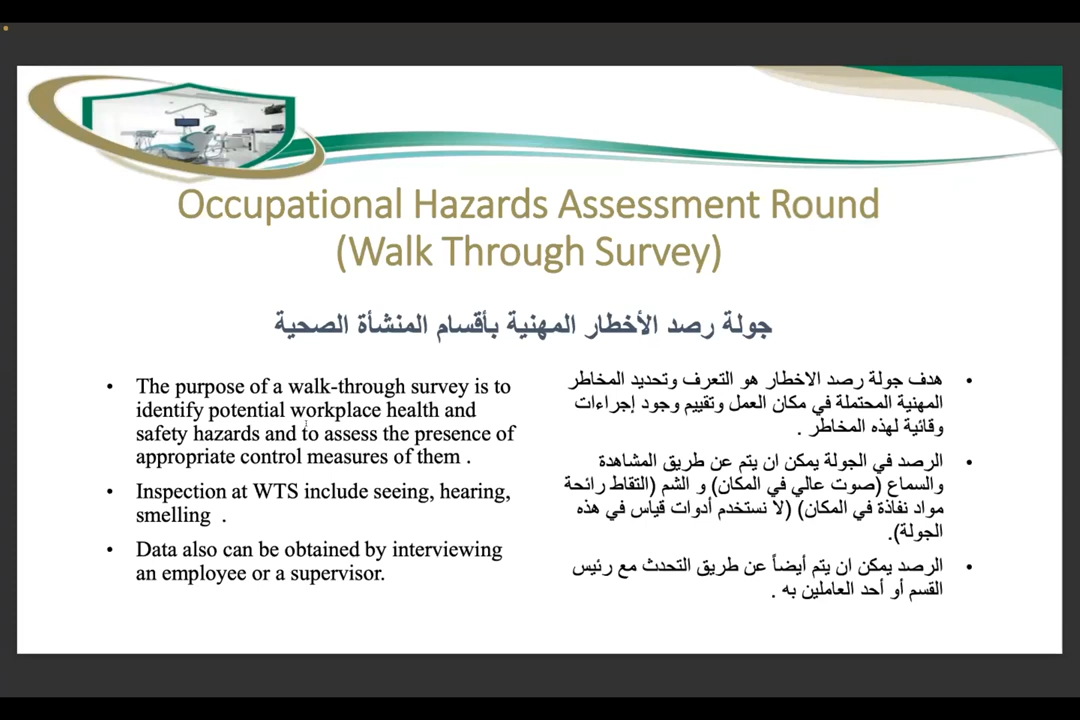 Occupational Hazards Assessment Round
(Walk Through Survey)
جولة رصد الأخطار المهنية بأقسام المنشأة الصحية
• The purpose of a walk-through survey is to
identify potential workplace health and
safety hazards and to assess the presence of
appropriate control measures of them .
• Inspection at WTS include seeing, hearing,
smelling .
• Data also can be obtained by interviewing
an employee or a supervisor.
• هدف جولة رصد الاخطار هو التعرف وتحديد المخاطر
المهنية المحتملة في مكان العمل وتقييم وجود إجراءات
وقائية لهذه المخاطر .
• الرصد في الجولة يمكن ان يتم عن طريق المشاهدة
والسماع (صوت عالي في المكان) و الشم (التقاط رائحة
مواد نفاذة في المكان) (لا نستخدم أدوات قياس في هذه
الجولة).
• الرصد يمكن ان يتم أيضاً عن طريق التحدث مع رئيس
القسم أو أحد العاملين به .